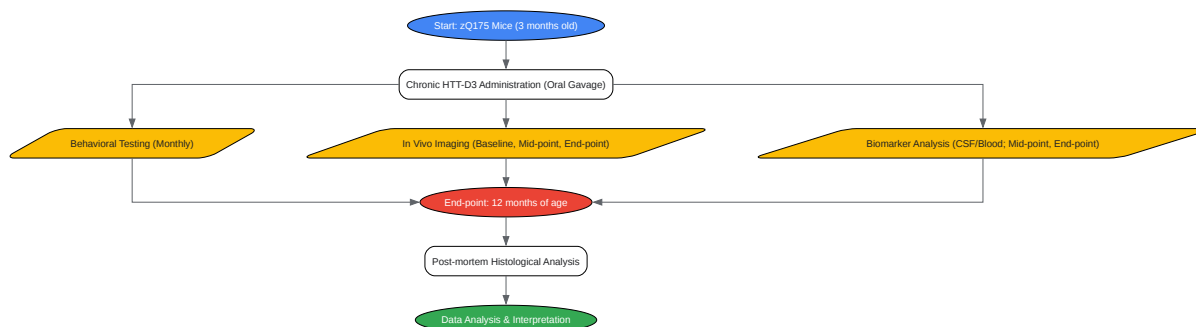 Start: zQ175 Mice (3 months old)
Chronic HTT-D3 Administration (Oral Gavage)
Behavioral Testing (Monthly)
In Vivo Imaging (Baseline, Mid-point, End-point)
Biomarker Analysis (CSF/Blood; Mid-point, End-point)
End-point: 12 months of age
Post-mortem Histological Analysis
Data Analysis & Interpretation